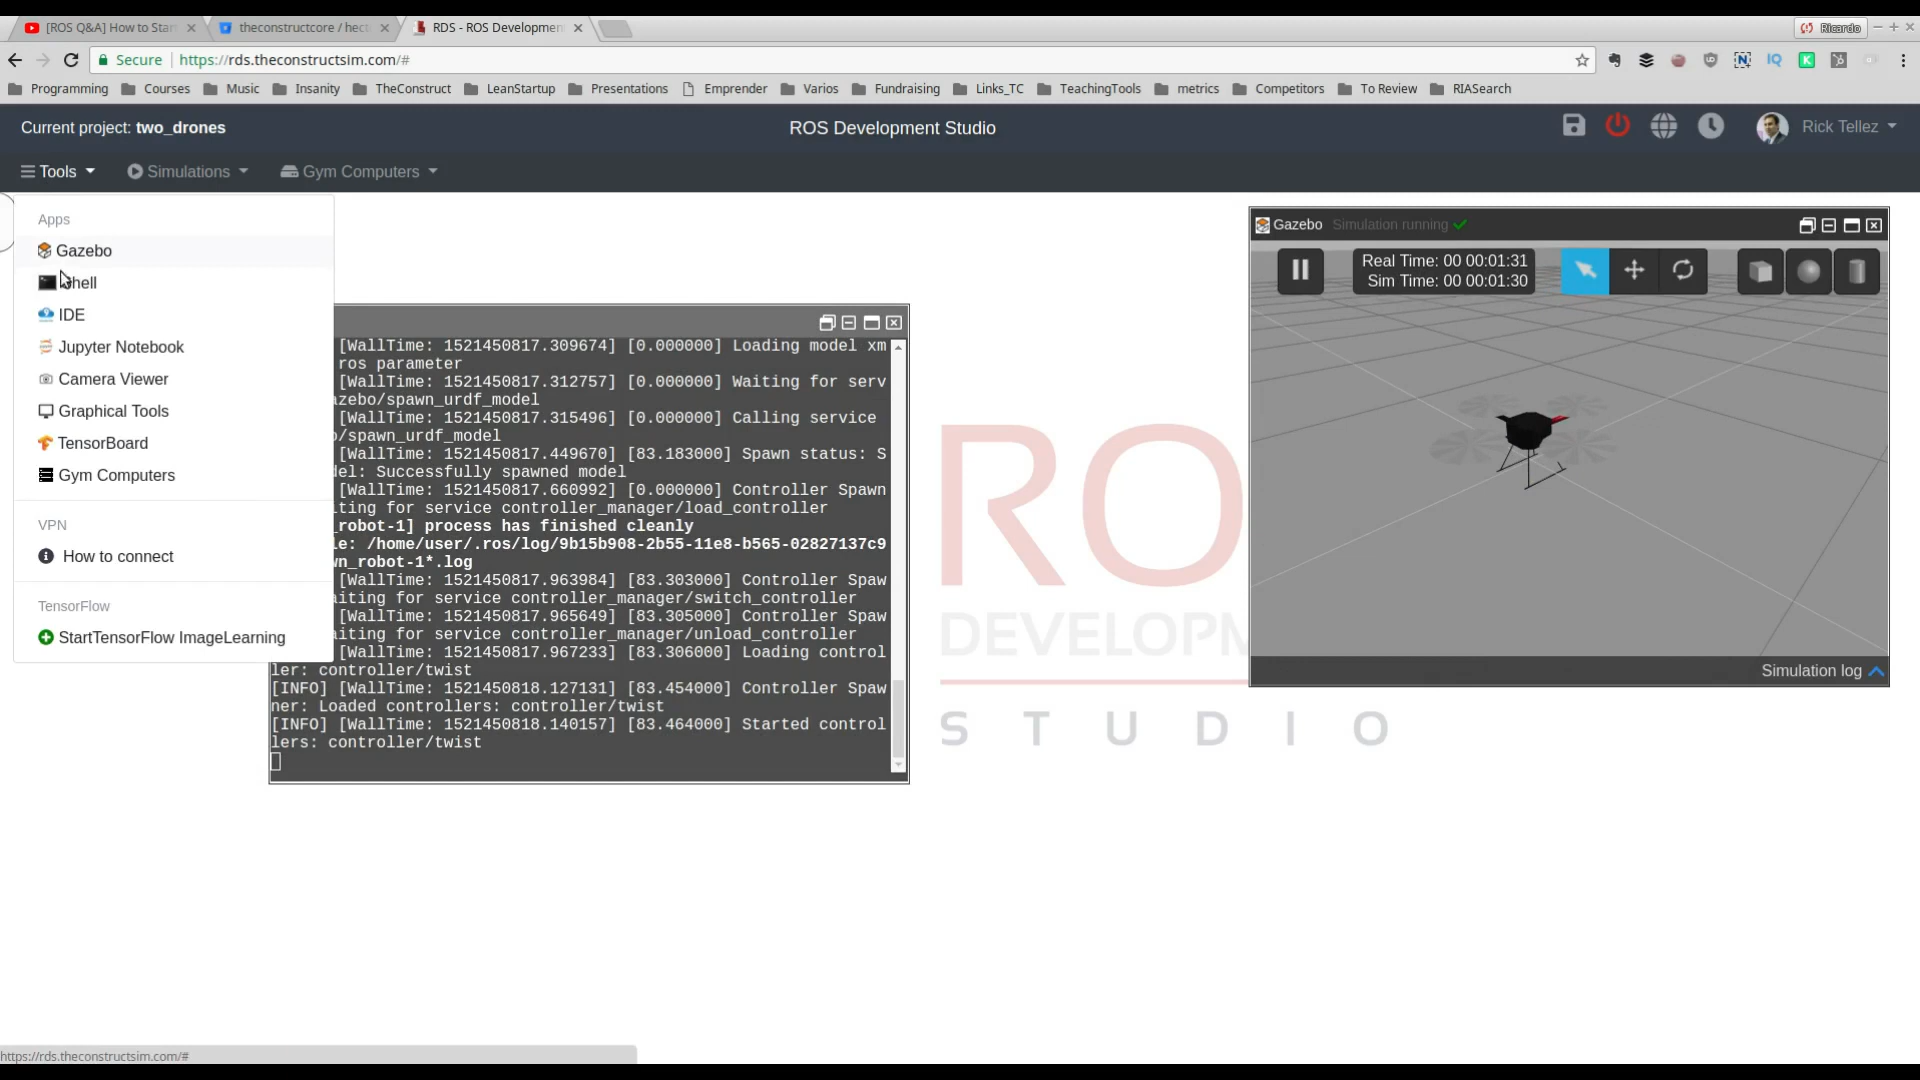 [ROS Q&A] How to Star
theconstructcore / hect
RDS - ROS Developmen
Ricardo
Secure
https://rds.theconstructsim.com/#
Programming
Courses
Music
Insanity
TheConstruct
LeanStartup
Presentations
Emprender
Varios
Fundraising
Links_TC
TeachingTools
metrics
Competitors
To Review
RIASearch
Current project: two_drones
ROS Development Studio
Rick Tellez
Tools
Simulations
Gym Computers
Apps
Gazebo
hell
IDE
Jupyter Notebook
Camera Viewer
Graphical Tools
TensorBoard
Gym Computers
VPN
How to connect
TensorFlow
StartTensorFlow ImageLearning
[WallTime: 1521450817.309674] [0.000000] Loading model xm
ros parameter
[WallTime: 1521450817.312757] [0.000000] Waiting for serv
azebo/spawn_urdf_model
[WallTime: 1521450817.315496] [0.000000] Calling service
o/spawn_urdf_model
[WallTime: 1521450817.449670] [83.183000] Spawn status: S
del: Successfully spawned model
[WallTime: 1521450817.660992] [0.000000] Controller Spawn
iting for service controller_manager/load_controller
_robot-1] process has finished cleanly
le: /home/user/.ros/log/9b15b908-2b55-11e8-b565-02827137c9
wn_robot-1*.log
[WallTime: 1521450817.963984] [83.303000] Controller Spaw
aiting for service controller_manager/switch_controller
[WallTime: 1521450817.965649] [83.305000] Controller Spaw
aiting for service controller_manager/unload_controller
[WallTime: 1521450817.967233] [83.306000] Loading control
ler: controller/twist
[INFO] [WallTime: 1521450818.127131] [83.454000] Controller Spaw
ner: Loaded controllers: controller/twist
[INFO] [WallTime: 1521450818.140157] [83.464000] Started control
lers: controller/twist
RO
DEVELOPM
STUDIO
Gazebo
Simulation running
Real Time: 00 00:01:31
Sim Time: 00 00:01:30
Simulation log
https://rds.theconstructsim.com/#